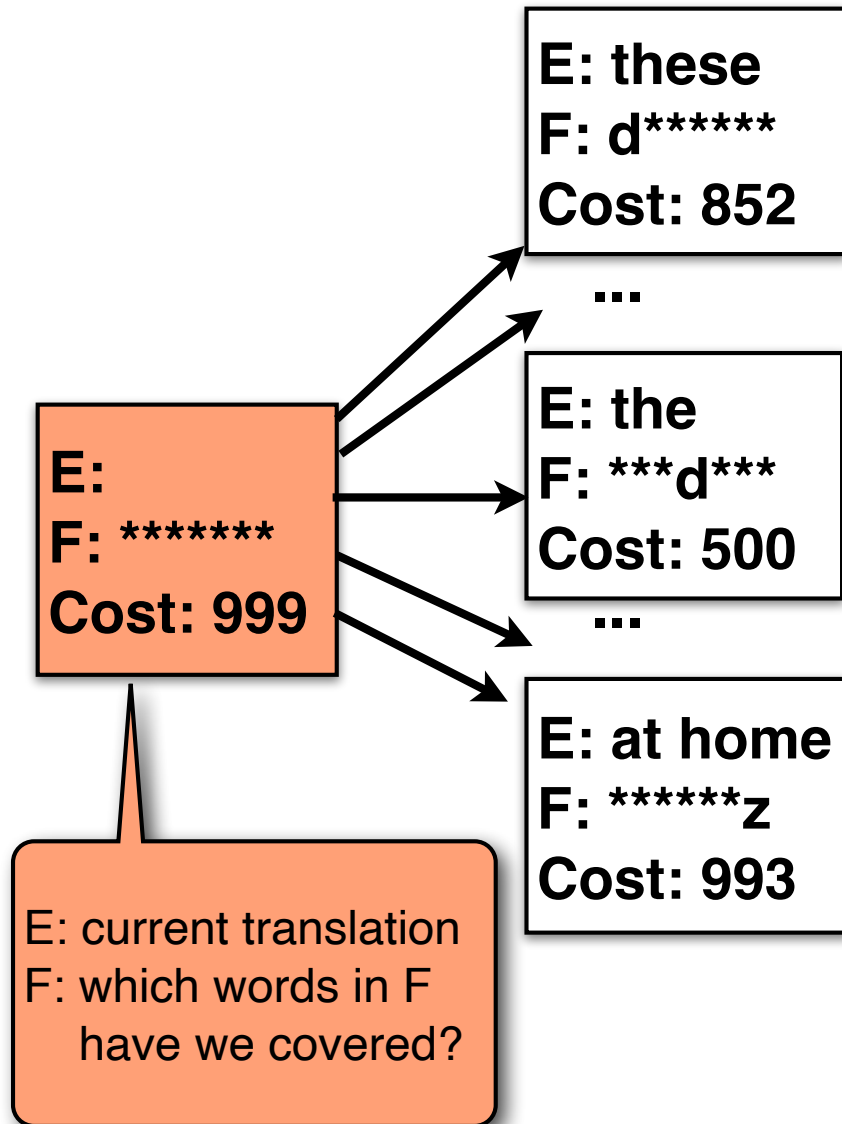 E: these
F: d******
Cost: 852
...
E:
F: *******
Cost: 999
E: the
F: ***d***
Cost: 500
...
E: at home
F: ******z
Cost: 993
E: current translation
F: which words in F
have we covered?